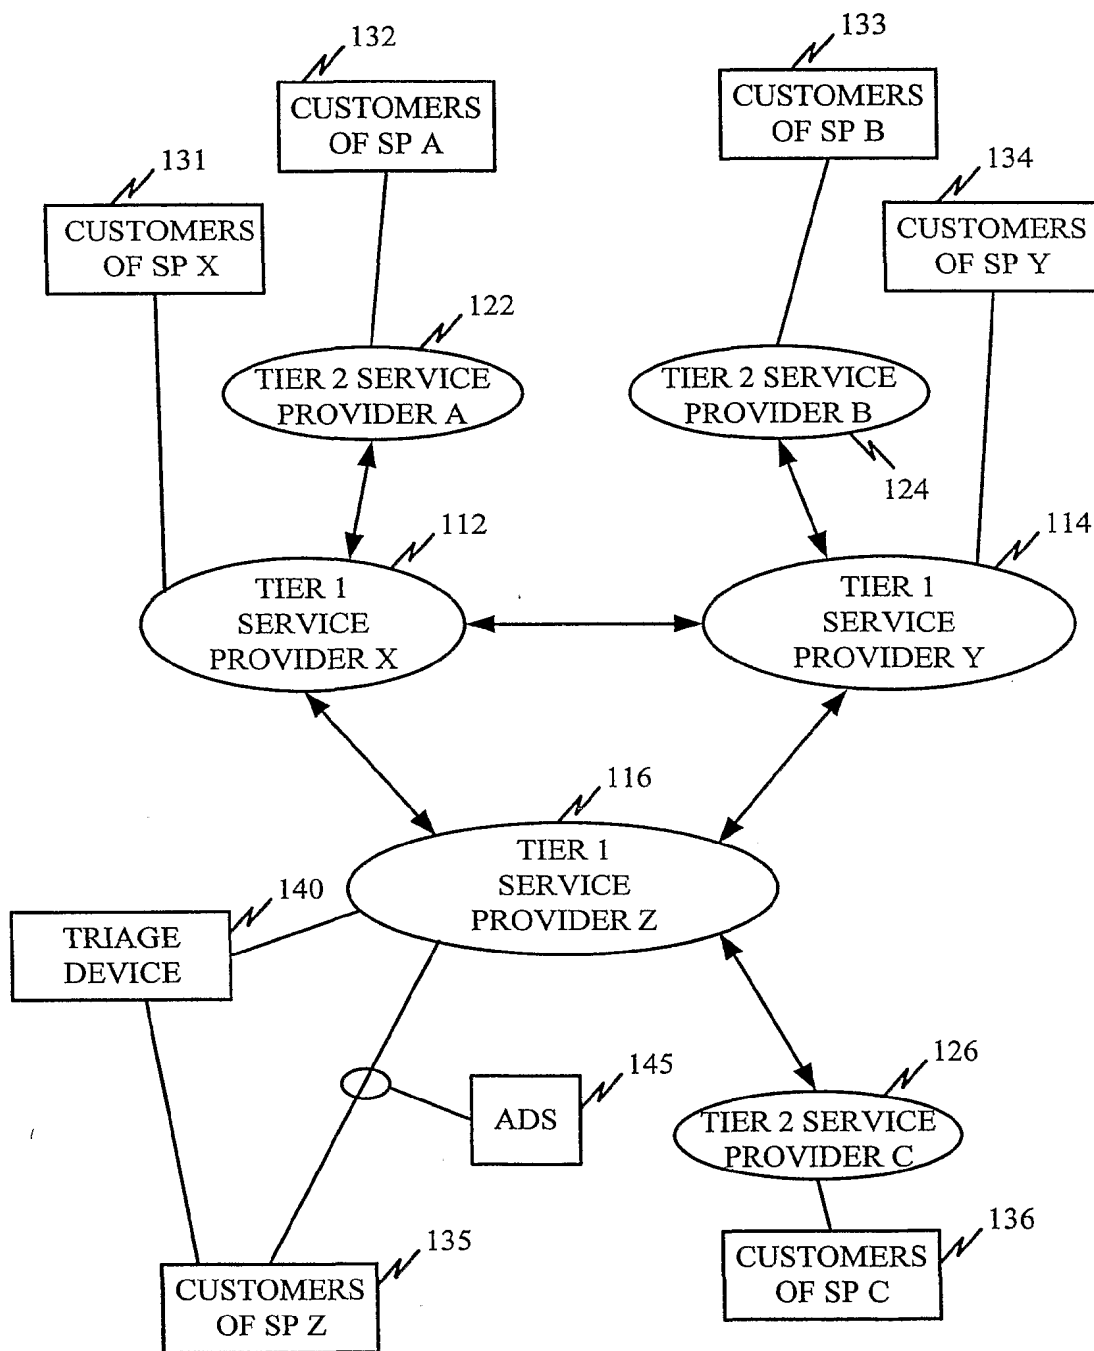 132
CUSTOMERS
OF SP A
133
CUSTOMERS
OF SP B
131
CUSTOMERS
OF SP X
134
CUSTOMERS
OF SP Y
122
TIER 2 SERVICE
PROVIDER A
TIER 2 SERVICE
PROVIDER B
124
112
TIER 1
SERVICE
PROVIDER X
114
TIER 1
SERVICE
PROVIDER Y
116
TIER 1
SERVICE
PROVIDER Z
140
TRIAGE
DEVICE
145
ADS
126
TIER 2 SERVICE
PROVIDER C
135
CUSTOMERS
OF SP Z
136
CUSTOMERS
OF SP C